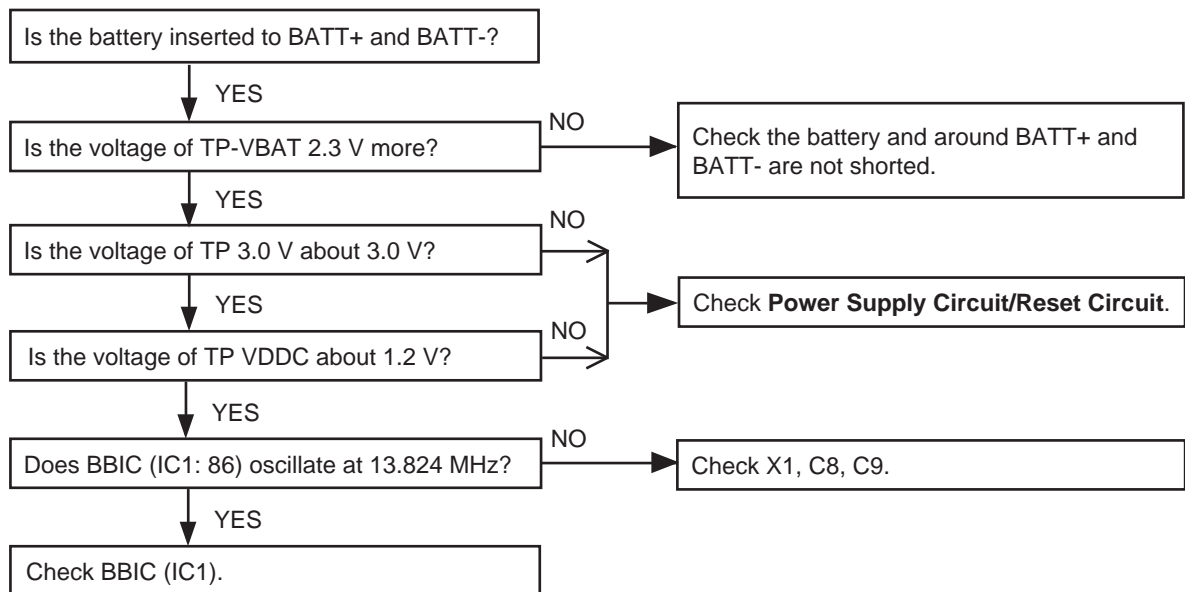 Is the battery inserted to BATT+ and BATT-?
YES
Is the voltage of TP-VBAT 2.3 V more?
NO
Check the battery and around BATT+ and
BATT- are not shorted.
YES
Is the voltage of TP 3.0 V about 3.0 V?
NO
YES
Check Power Supply Circuit/Reset Circuit.
Is the voltage of TP VDDC about 1.2 V?
NO
YES
Does BBIC (IC1: 86) oscillate at 13.824 MHz?
NO
Check X1, C8, C9.
YES
Check BBIC (IC1).